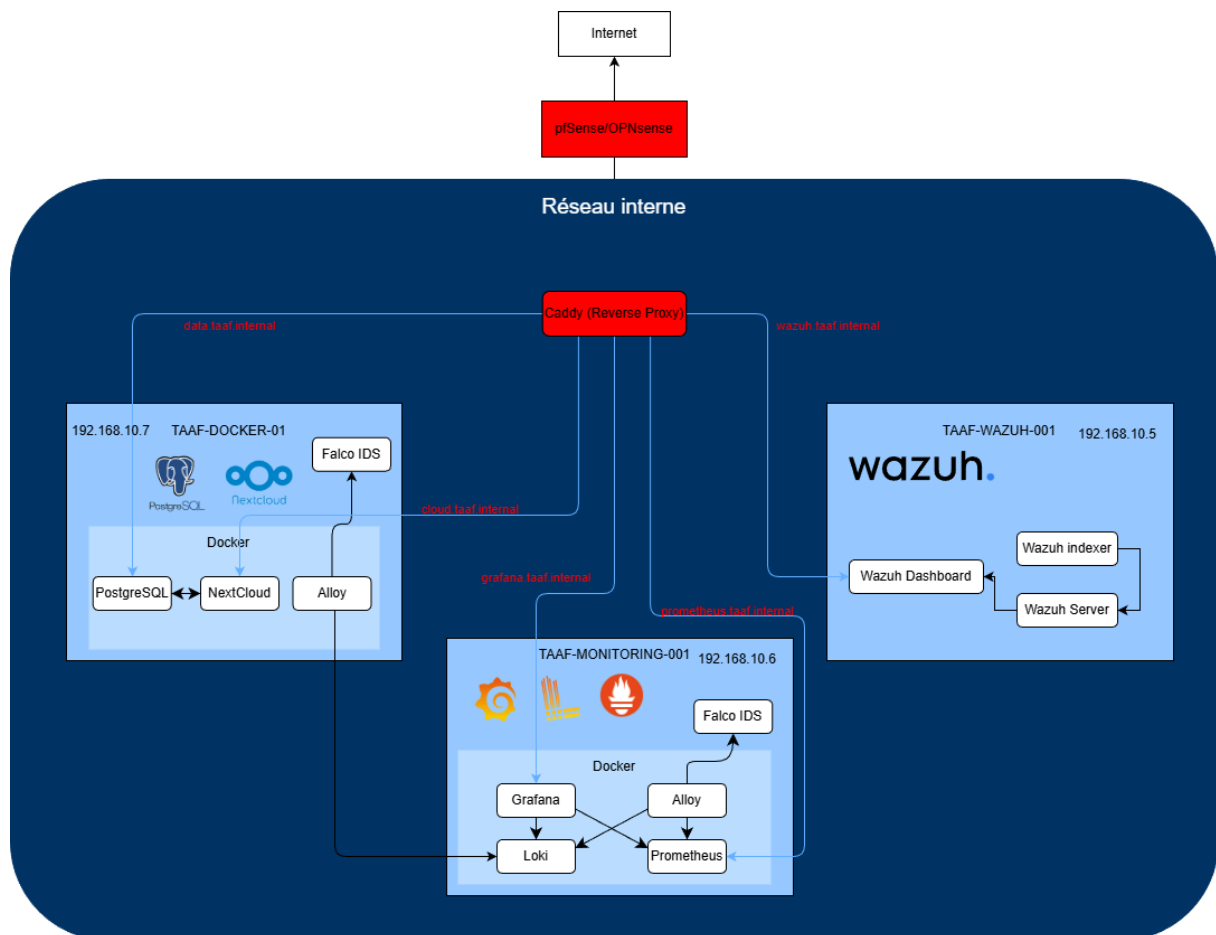 Internet
pfSense/OPNsense
Réseau interne
Caddy (Reverse Proxy)
data.taaf.internal
wazuh.taaf.internal
192.168.10.7
TAAF-DOCKER-01
Falco IDS
PostgreSQL
Nextcloud
cloud.taaf.internal
Docker
PostgreSQL
NextCloud
Alloy
TAAF-WAZUH-001
192.168.10.5
wazuh.
Wazuh indexer
Wazuh Dashboard
Wazuh Server
grafana.taaf.internal
prometheus.taaf.internal
TAAF-MONITORING-001
192.168.10.6
Falco IDS
Docker
Grafana
Alloy
Loki
Prometheus